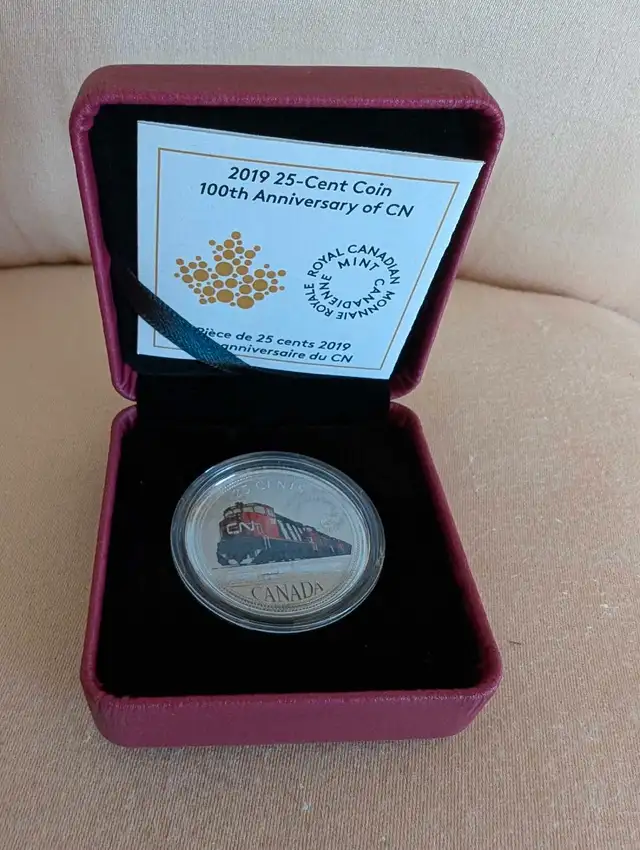 2019 25-Cent Coin
100th Anniversary of CN
ROYAL CANADIAN MINT
MONNAIE ROYALE CANADIENNE
Pièce de 25 cents 2019
anniversaire du CN
25 CENTS
CN
CANADA